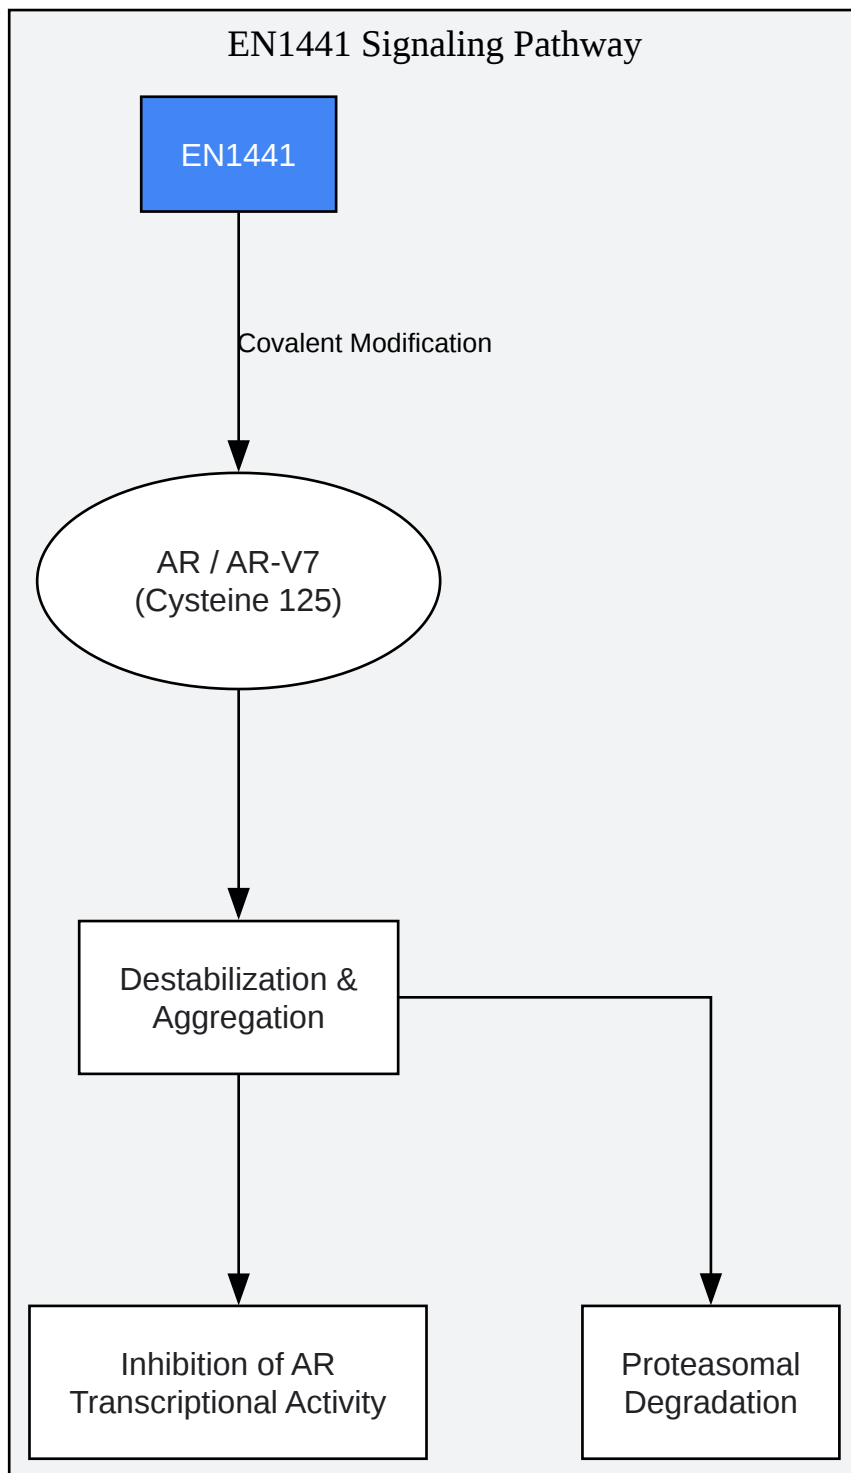 EN1441 Signaling Pathway
EN1441
Covalent Modification
AR / AR-V7
(Cysteine 125)
Destabilization &
Aggregation
Inhibition of AR
Transcriptional Activity
Proteasomal
Degradation